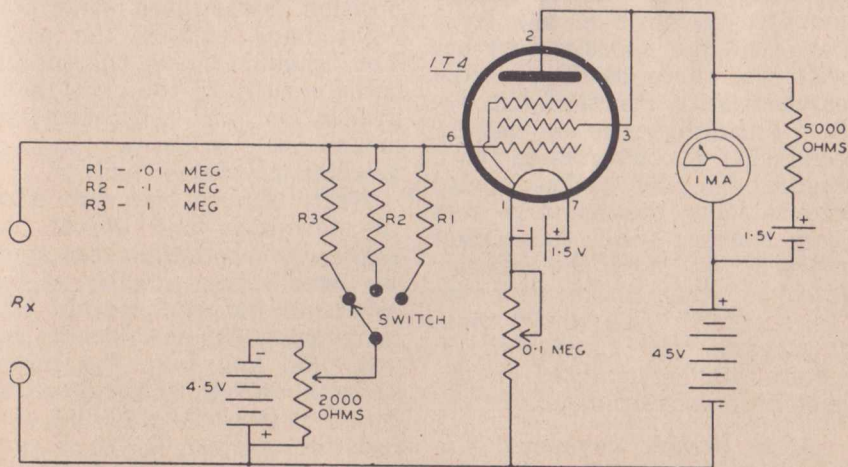 1T4
2
6
3
1
7
R1 - .01 MEG
R2 - .1 MEG
R3 - 1 MEG
R3
R2
R1
Rx
SWITCH
-
4.5V
+
2000
OHMS
- +
1.5V
0.1 MEG
1 MA
5000
OHMS
+
1.5V
-
+
45V
-